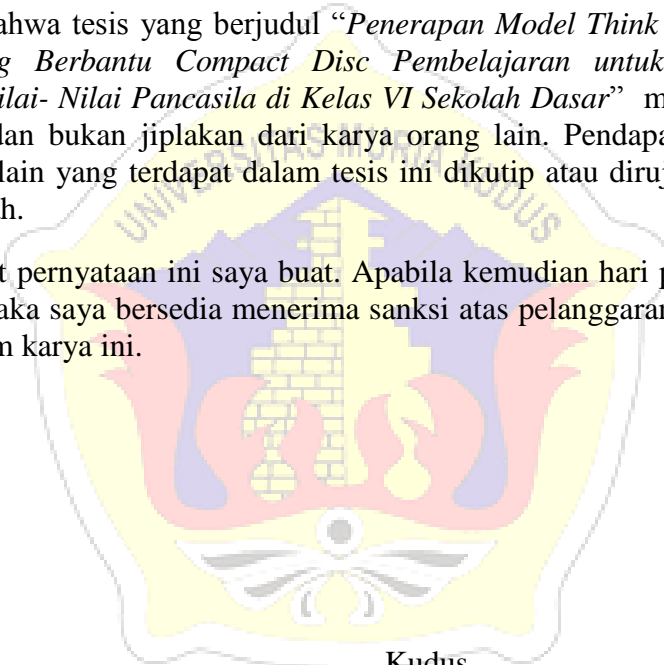 ahwa tesis yang berjudul “Penerapan Model Think
g Berbantu Compact Disc Pembelajaran untuk
ilai- Nilai Pancasila di Kelas VI Sekolah Dasar” m
dan bukan jiplakan dari karya orang lain. Pendapa
lain yang terdapat dalam tesis ini dikutip atau diruj
h.
UNIVERSITAS MURIA KUDUS
t pernyataan ini saya buat. Apabila kemudian hari p
aka saya bersedia menerima sanksi atas pelanggaran
m karya ini.
Kudus